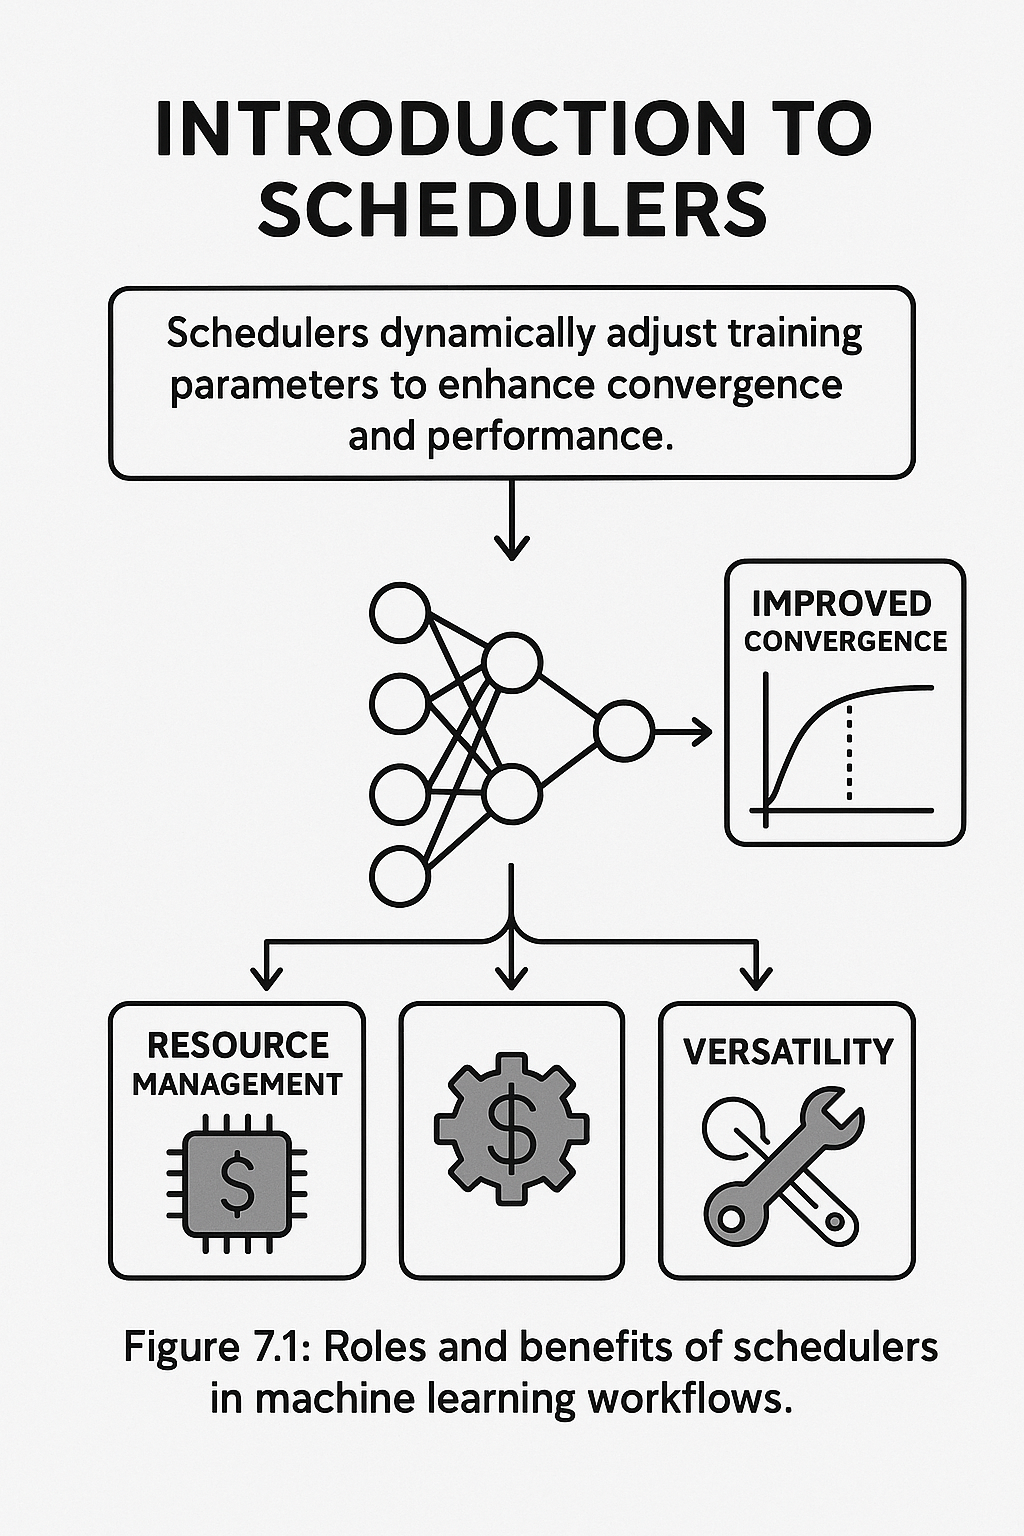 INTRODUCTION TO
SCHEDULERS
Schedulers dynamically adjust training
parameters to enhance convergence
and performance.
IMPROVED
CONVERGENCE
RESOURCE
MANAGEMENT
$
$
VERSATILITY
Figure 7.1: Roles and benefits of schedulers
in machine learning workflows.